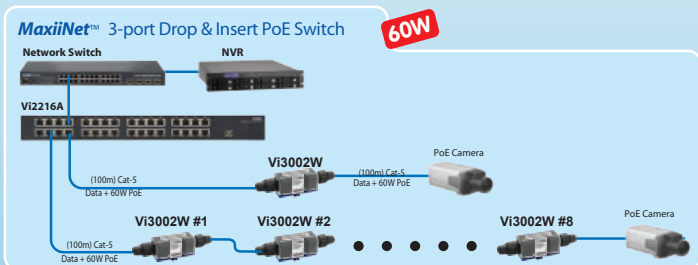 MaxiiNet™ 3-port Drop & Insert PoE Switch
60W
Network Switch
NVR
Vi2216A
Vi3002W
PoE Camera
(100m) Cat-5
Data + 60W PoE
(100m) Cat-5
Data + 60W PoE
Vi3002W #1
Vi3002W #2
Vi3002W #8
PoE Camera
(100m) Cat-5
Data + 60W PoE